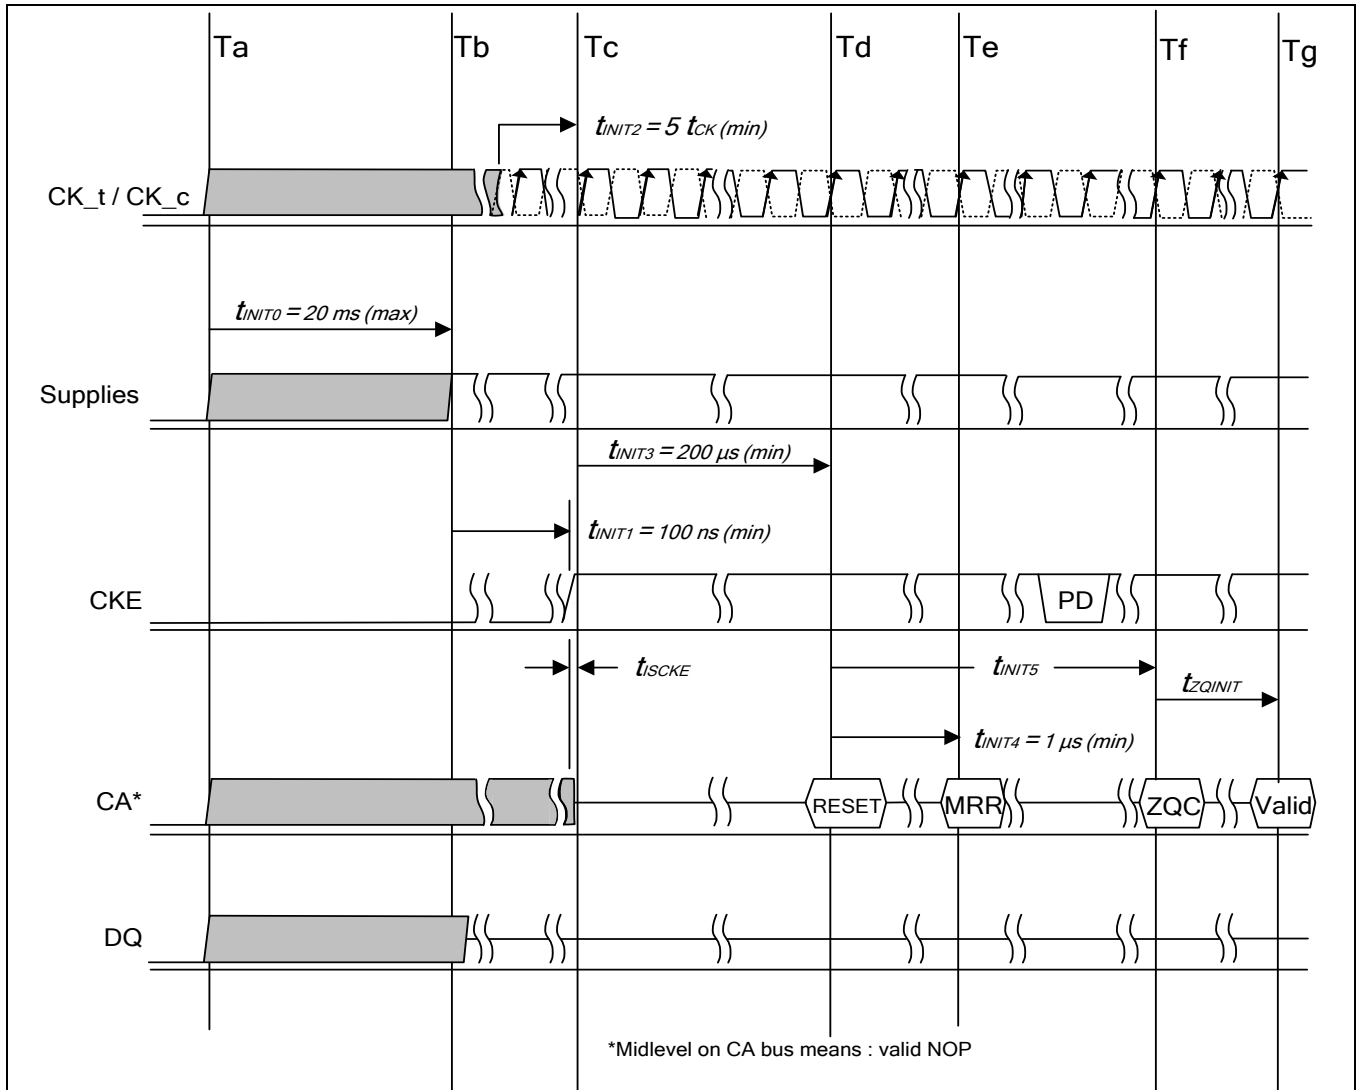 Ta Tb Tc Td Te Tf Tg
tINIT2 = 5 tCK (min)
CK_t / CK_c
tINIT0 = 20 ms (max)
Supplies
tINIT3 = 200 μs (min)
tINIT1 = 100 ns (min)
CKE
PD
tISCKE
tINIT5
tZQINIT
tINIT4 = 1 μs (min)
CA*
RESET MRR ZQC Valid
DQ
*Midlevel on CA bus means : valid NOP